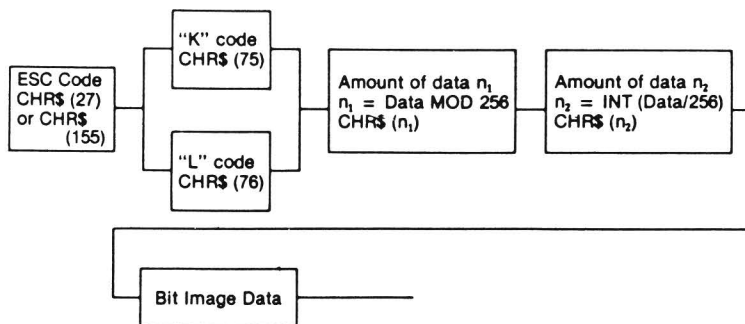 ESC Code
CHR$ (27)
or CHR$
(155)
“K” code
CHR$ (75)
“L” code
CHR$ (76)
Amount of data n₁
n₁ = Data MOD 256
CHR$ (n₁)
Amount of data n₂
n₂ = INT (Data/256)
CHR$ (n₂)
Bit Image Data